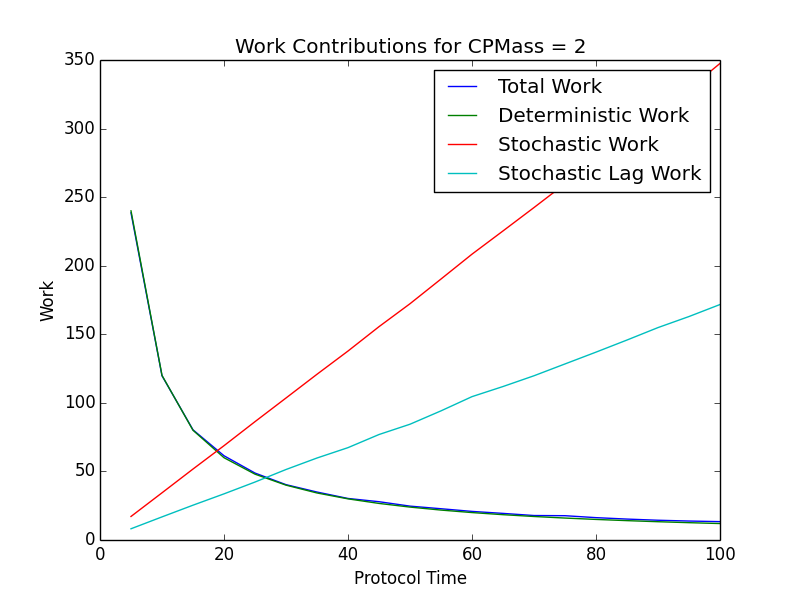 Work Contributions for CPMass = 2
350
300
250
200
150
100
50
0
Work
Total Work
Deterministic Work
Stochastic Work
Stochastic Lag Work
0 20 40 60 80 100
Protocol Time